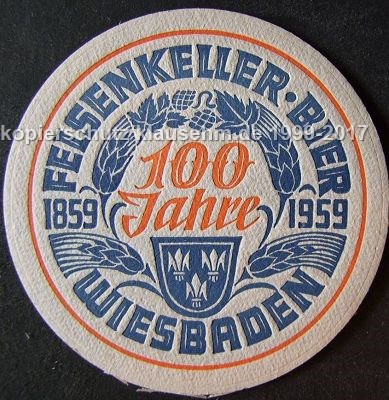 FELSENKELLER · BIER
kopierschutz klausehm.de 1999-2017
100
Jahre
1859 1959
WIESBADEN